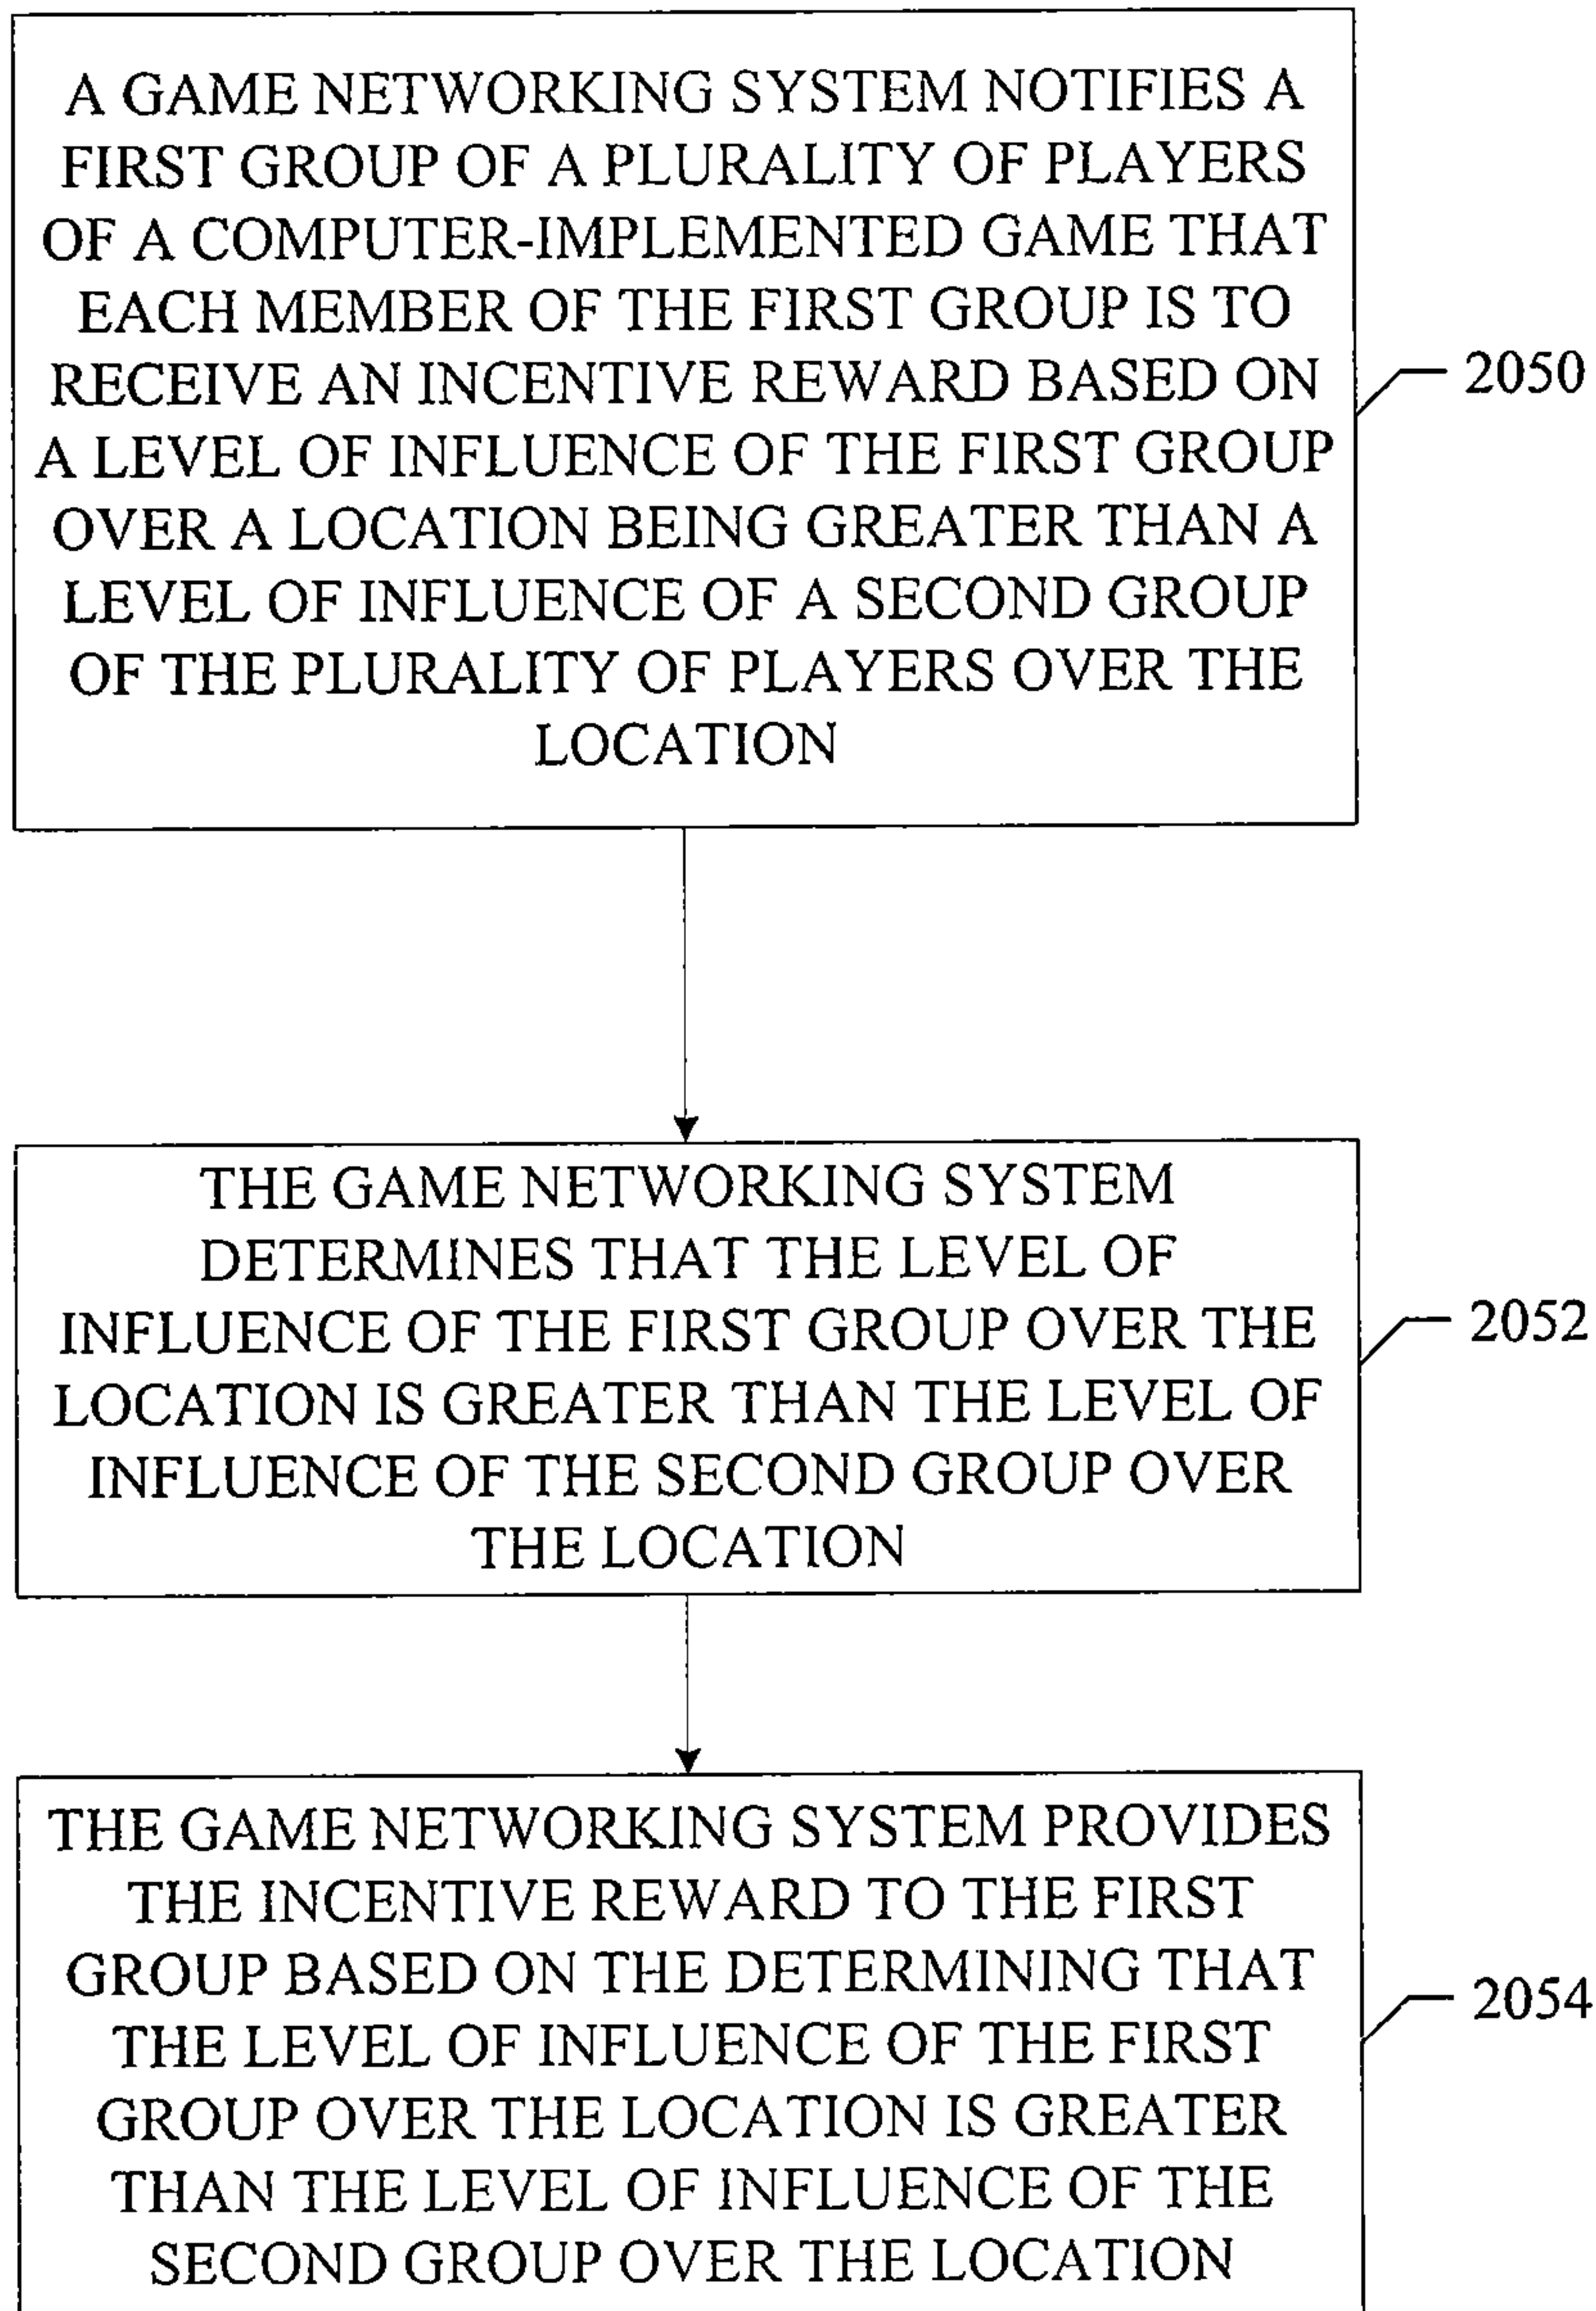 A GAME NETWORKING SYSTEM NOTIFIES A
FIRST GROUP OF A PLURALITY OF PLAYERS
OF A COMPUTER-IMPLEMENTED GAME THAT
EACH MEMBER OF THE FIRST GROUP IS TO
RECEIVE AN INCENTIVE REWARD BASED ON
A LEVEL OF INFLUENCE OF THE FIRST GROUP
OVER A LOCATION BEING GREATER THAN A
LEVEL OF INFLUENCE OF A SECOND GROUP
OF THE PLURALITY OF PLAYERS OVER THE
LOCATION
2050
THE GAME NETWORKING SYSTEM
DETERMINES THAT THE LEVEL OF
INFLUENCE OF THE FIRST GROUP OVER THE
LOCATION IS GREATER THAN THE LEVEL OF
INFLUENCE OF THE SECOND GROUP OVER
THE LOCATION
2052
THE GAME NETWORKING SYSTEM PROVIDES
THE INCENTIVE REWARD TO THE FIRST
GROUP BASED ON THE DETERMINING THAT
THE LEVEL OF INFLUENCE OF THE FIRST
GROUP OVER THE LOCATION IS GREATER
THAN THE LEVEL OF INFLUENCE OF THE
SECOND GROUP OVER THE LOCATION
2054